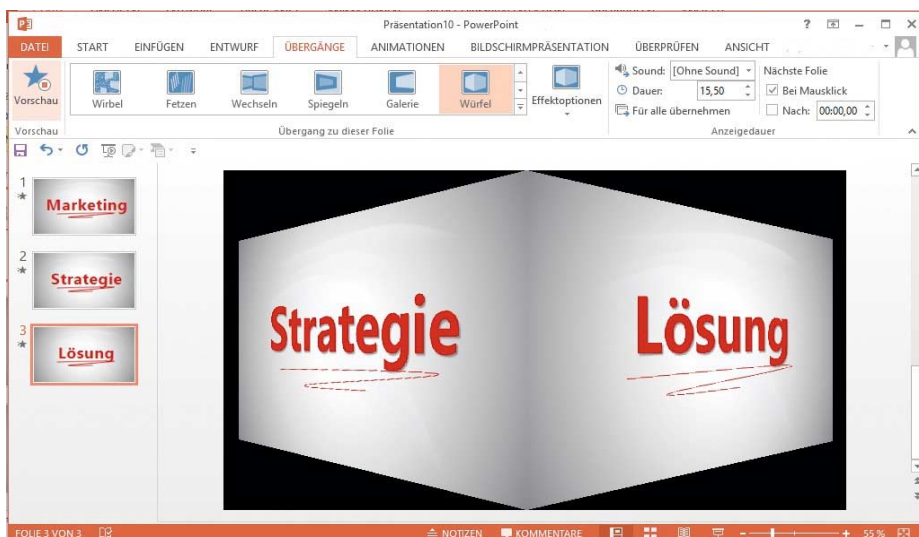 Präsentation10 - PowerPoint
DATEI START EINFÜGEN ENTWURF ÜBERGÄNGE ANIMATIONEN BILDSCHIRMPRÄSENTATION ÜBERPRÜFEN ANSICHT
Vorschau
Wirbel Fetzen Wechseln Spiegeln Galerie Würfel
Effektoptionen
Sound: [Ohne Sound]
Dauer: 15,50
Für alle übernehmen
Nächste Folie
Bei Mausklick
Nach: 00:00,00
Vorschau Übergang zu dieser Folie Anzeigedauer
1
Marketing
2
Strategie
3
Lösung
Strategie Lösung
FOLIE 3 VON 3 NOTIZEN KOMMENTARE 55 %